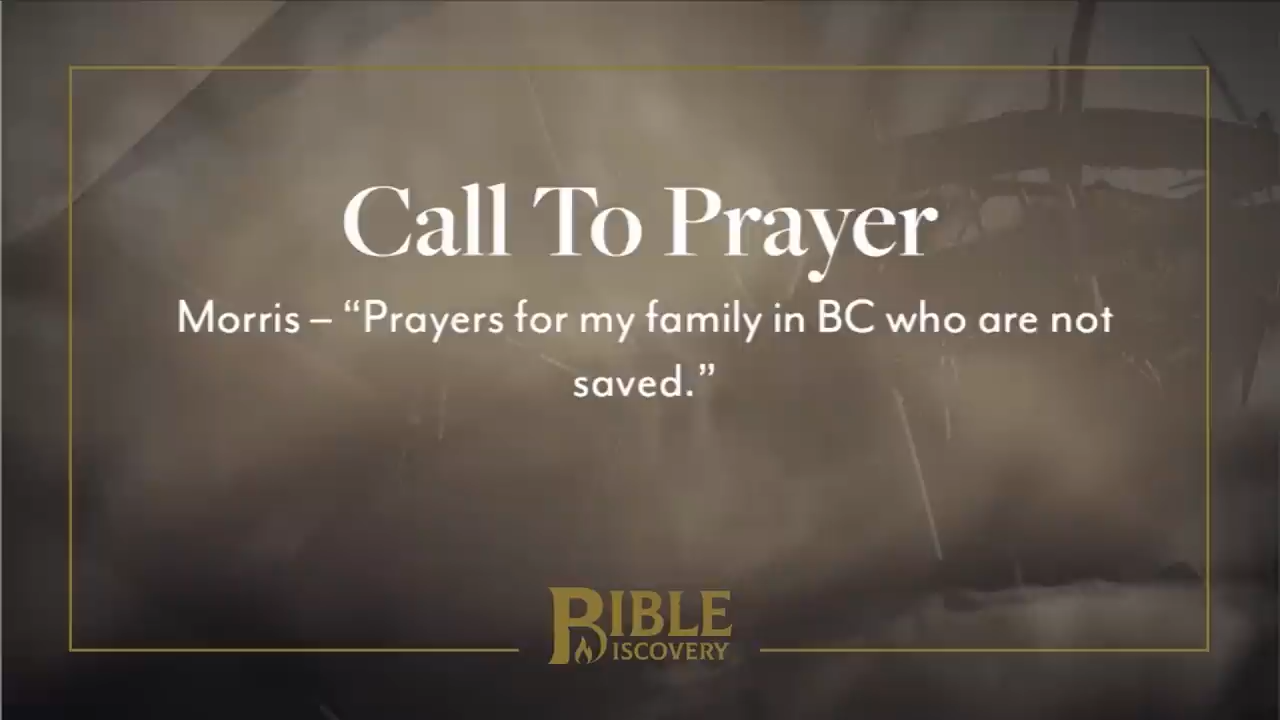 Call To Prayer
Morris – “Prayers for my family in BC who are not
saved.”
BIBLE
DISCOVERY